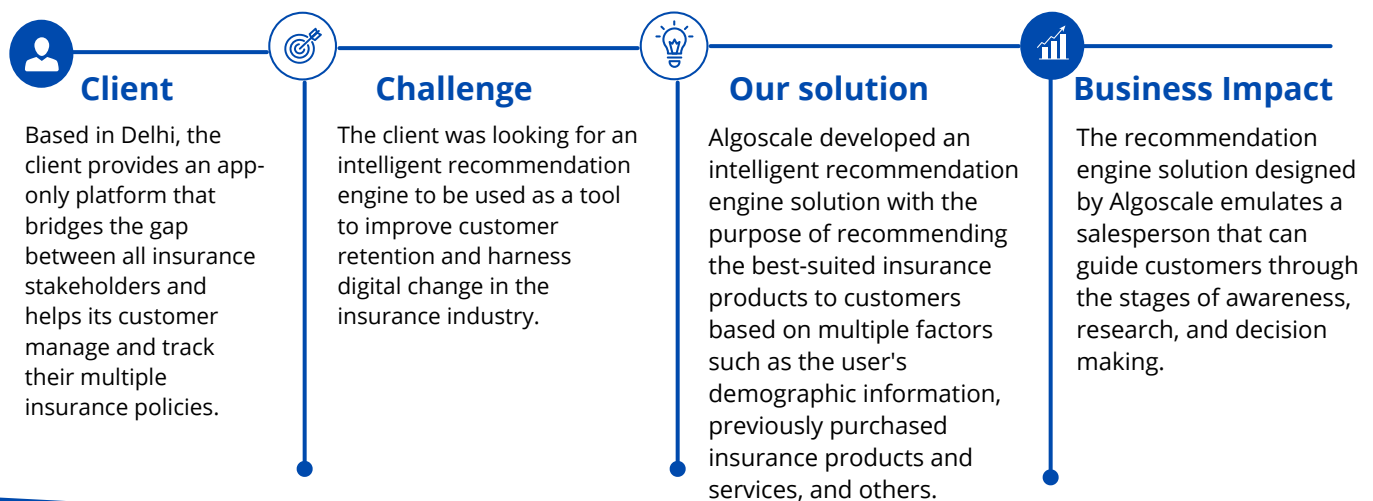 Client
Based in Delhi, the
client provides an app-
only platform that
bridges the gap
between all insurance
stakeholders and
helps its customer
manage and track
their multiple
insurance policies.
Challenge
The client was looking for an
intelligent recommendation
engine to be used as a tool
to improve customer
retention and harness
digital change in the
insurance industry.
Our solution
Algoscale developed an
intelligent recommendation
engine solution with the
purpose of recommending
the best-suited insurance
products to customers
based on multiple factors
such as the user's
demographic information,
previously purchased
insurance products and
services, and others.
Business Impact
The recommendation
engine solution designed
by Algoscale emulates a
salesperson that can
guide customers through
the stages of awareness,
research, and decision
making.